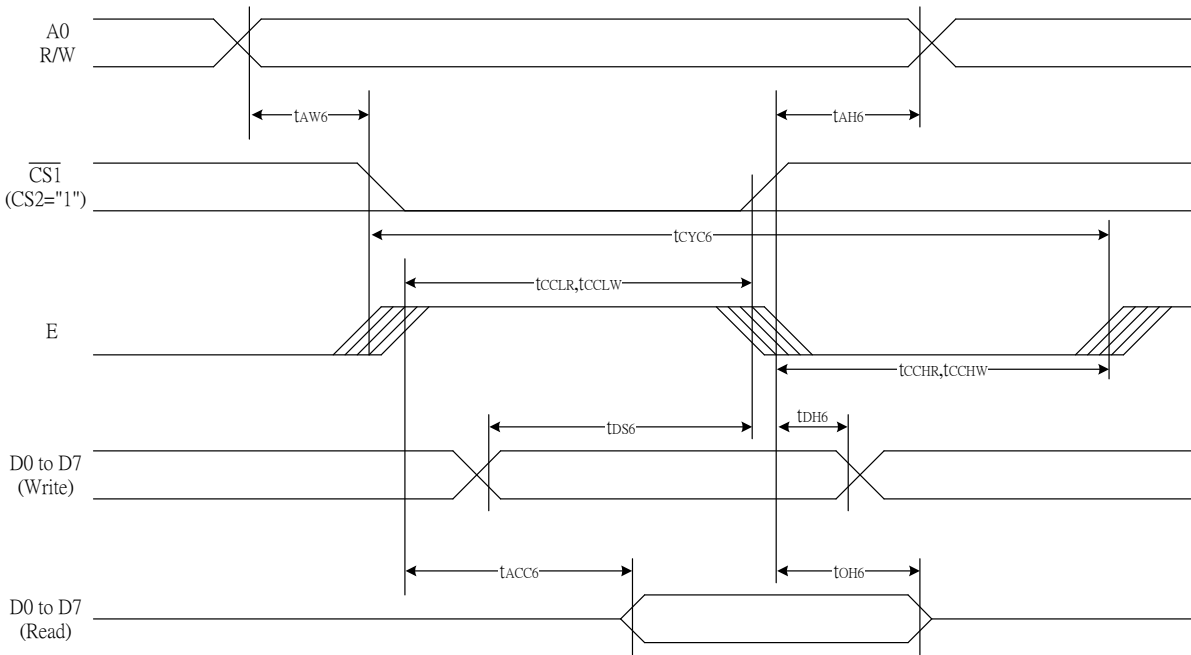 A0
R/W
tAW6
tAH6
CS1
(CS2="1")
tCYC6
tCCLR,tCCLW
E
tCCHR,tCCHW
tDS6
tDH6
D0 to D7
(Write)
tACC6
tOH6
D0 to D7
(Read)